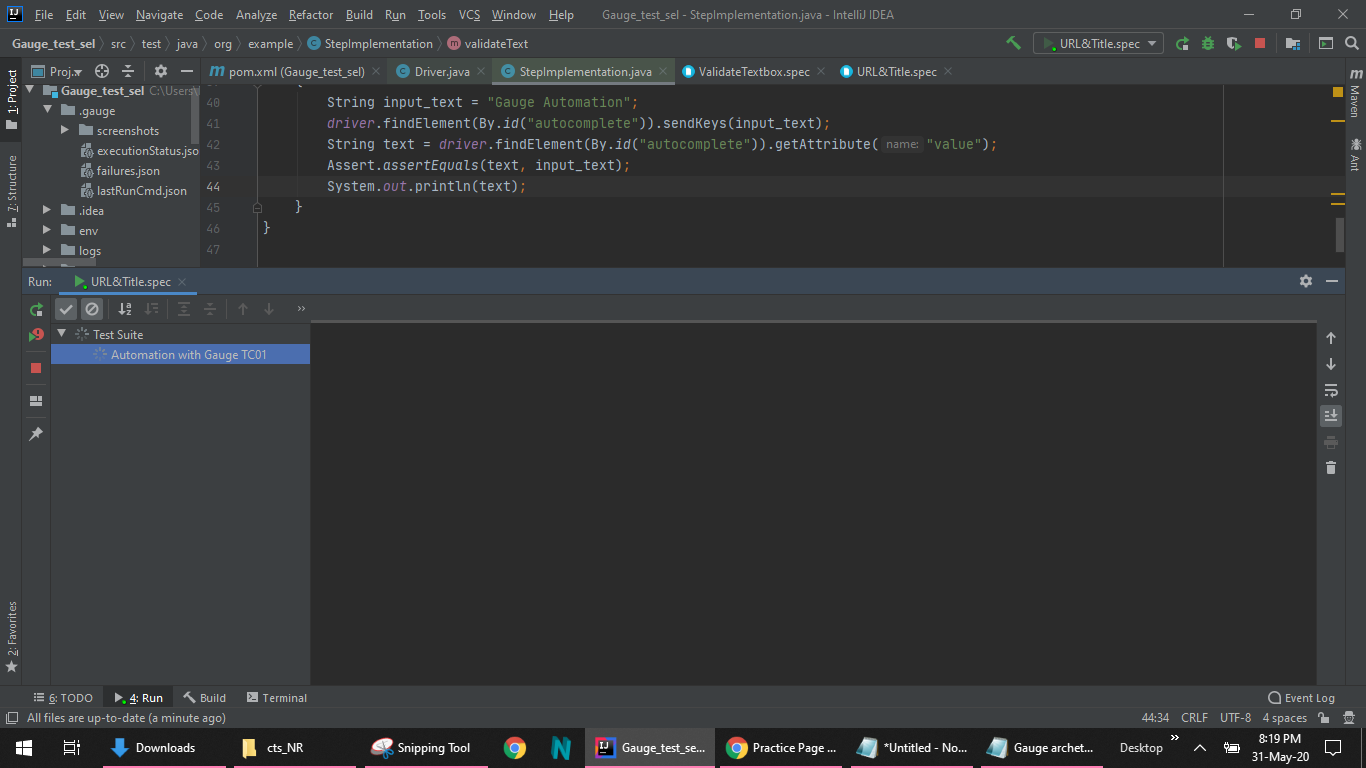 IJ File Edit View Navigate Code Analyze Refactor Build Run Tools VCS Window Help Gauge_test_sel - StepImplementation.java - IntelliJ IDEA
Gauge_test_sel src test java org example StepImplementation validateText URL&Title.spec
1: Project
7: Structure
2: Favorites
Proj..
pom.xml (Gauge_test_sel) Driver.java StepImplementation.java ValidateTextbox.spec URL&Title.spec
Maven
Ant
Gauge_test_sel C:\Users\
.gauge
screenshots
executionStatus.jso
failures.json
lastRunCmd.json
.idea
env
logs
40 String input_text = "Gauge Automation";
41 driver.findElement(By.id("autocomplete")).sendKeys(input_text);
42 String text = driver.findElement(By.id("autocomplete")).getAttribute( name: "value");
43 Assert.assertEquals(text, input_text);
44 System.out.println(text);
45 }
46 }
47
Run: URL&Title.spec
Test Suite
Automation with Gauge TC01
6: TODO 4: Run Build Terminal Event Log
All files are up-to-date (a minute ago) 44:34 CRLF UTF-8 4 spaces
Downloads cts_NR Snipping Tool Gauge_test_se... Practice Page ... *Untitled - No... Gauge archet... Desktop 8:19 PM
31-May-20